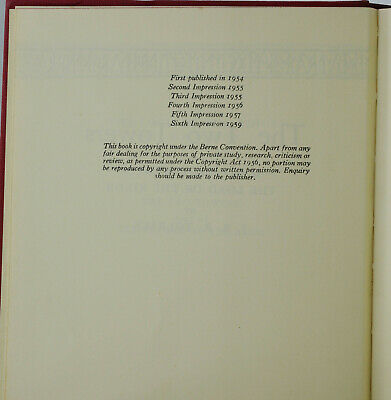 First published in 1954
Second Impression 1955
Third Impression 1955
Fourth Impression 1956
Fifth Impression 1957
Sixth Impression 1959
This book is copyright under the Berne Convention. Apart from any
fair dealing for the purposes of private study, research, criticism or
review, as permitted under the Copyright Act 1956, no portion may
be reproduced by any process without written permission. Enquiry
should be made to the publisher.